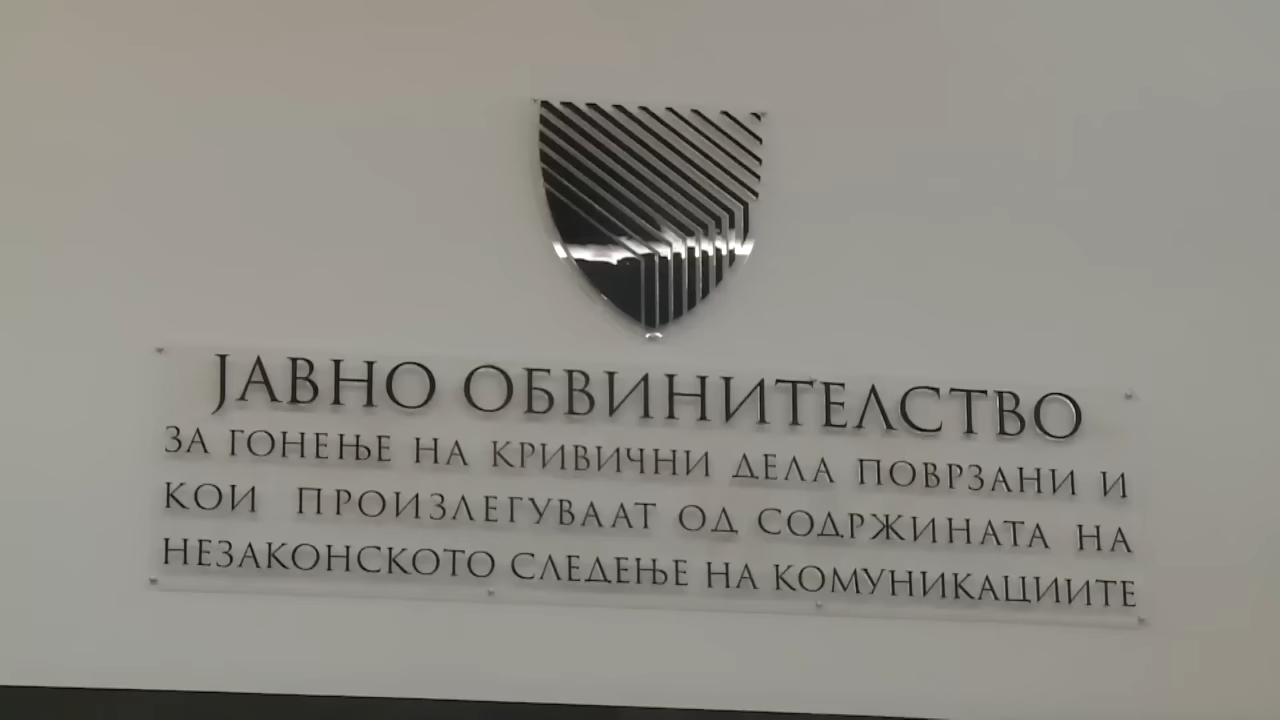 ЈАВНО ОБВИНИТЕЛСТВО
ЗА ГОНЕЊЕ НА КРИВИЧНИ ДЕЛА ПОВРЗАНИ И
КОИ ПРОИЗЛЕГУВААТ ОД СОДРЖИНАТА НА
НЕЗАКОНСКОТО СЛЕДЕЊЕ НА КОМУНИКАЦИИТЕ